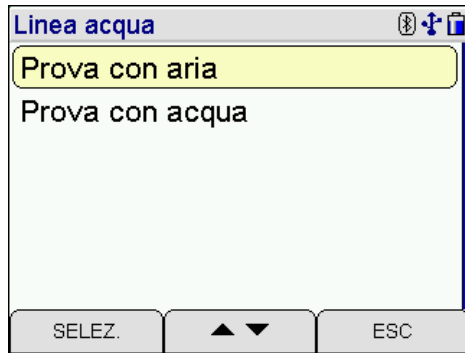 Linea acqua
Prova con aria
Prova con acqua
SELEZ. ▲ ▼ ESC